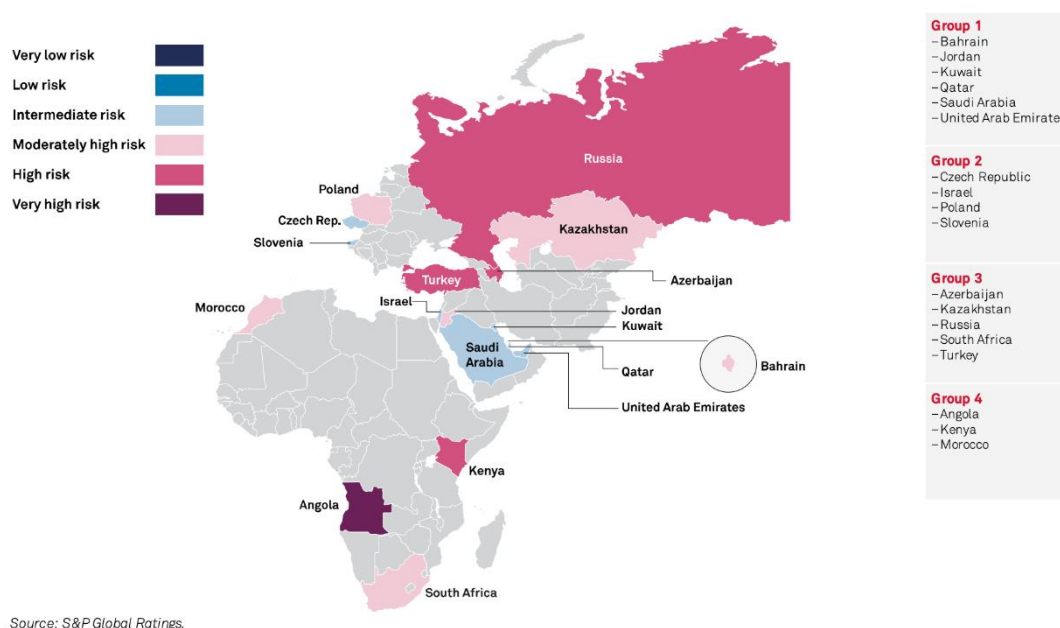 Very low risk
Low risk
Intermediate risk
Moderately high risk
High risk
Very high risk
Russia
Poland
Czech Rep.
Kazakhstan
Slovenia
Turkey
Azerbaijan
Morocco
Israel
Jordan
Kuwait
Saudi
Arabia
Qatar
Bahrain
United Arab Emirates
Kenya
Angola
South Africa
Group 1
–Bahrain
–Jordan
–Kuwait
–Qatar
–Saudi Arabia
–United Arab Emirate
Group 2
–Czech Republic
–Israel
–Poland
–Slovenia
Group 3
–Azerbaijan
–Kazakhstan
–Russia
–South Africa
–Turkey
Group 4
–Angola
–Kenya
–Morocco
Source: S&P Global Ratings.